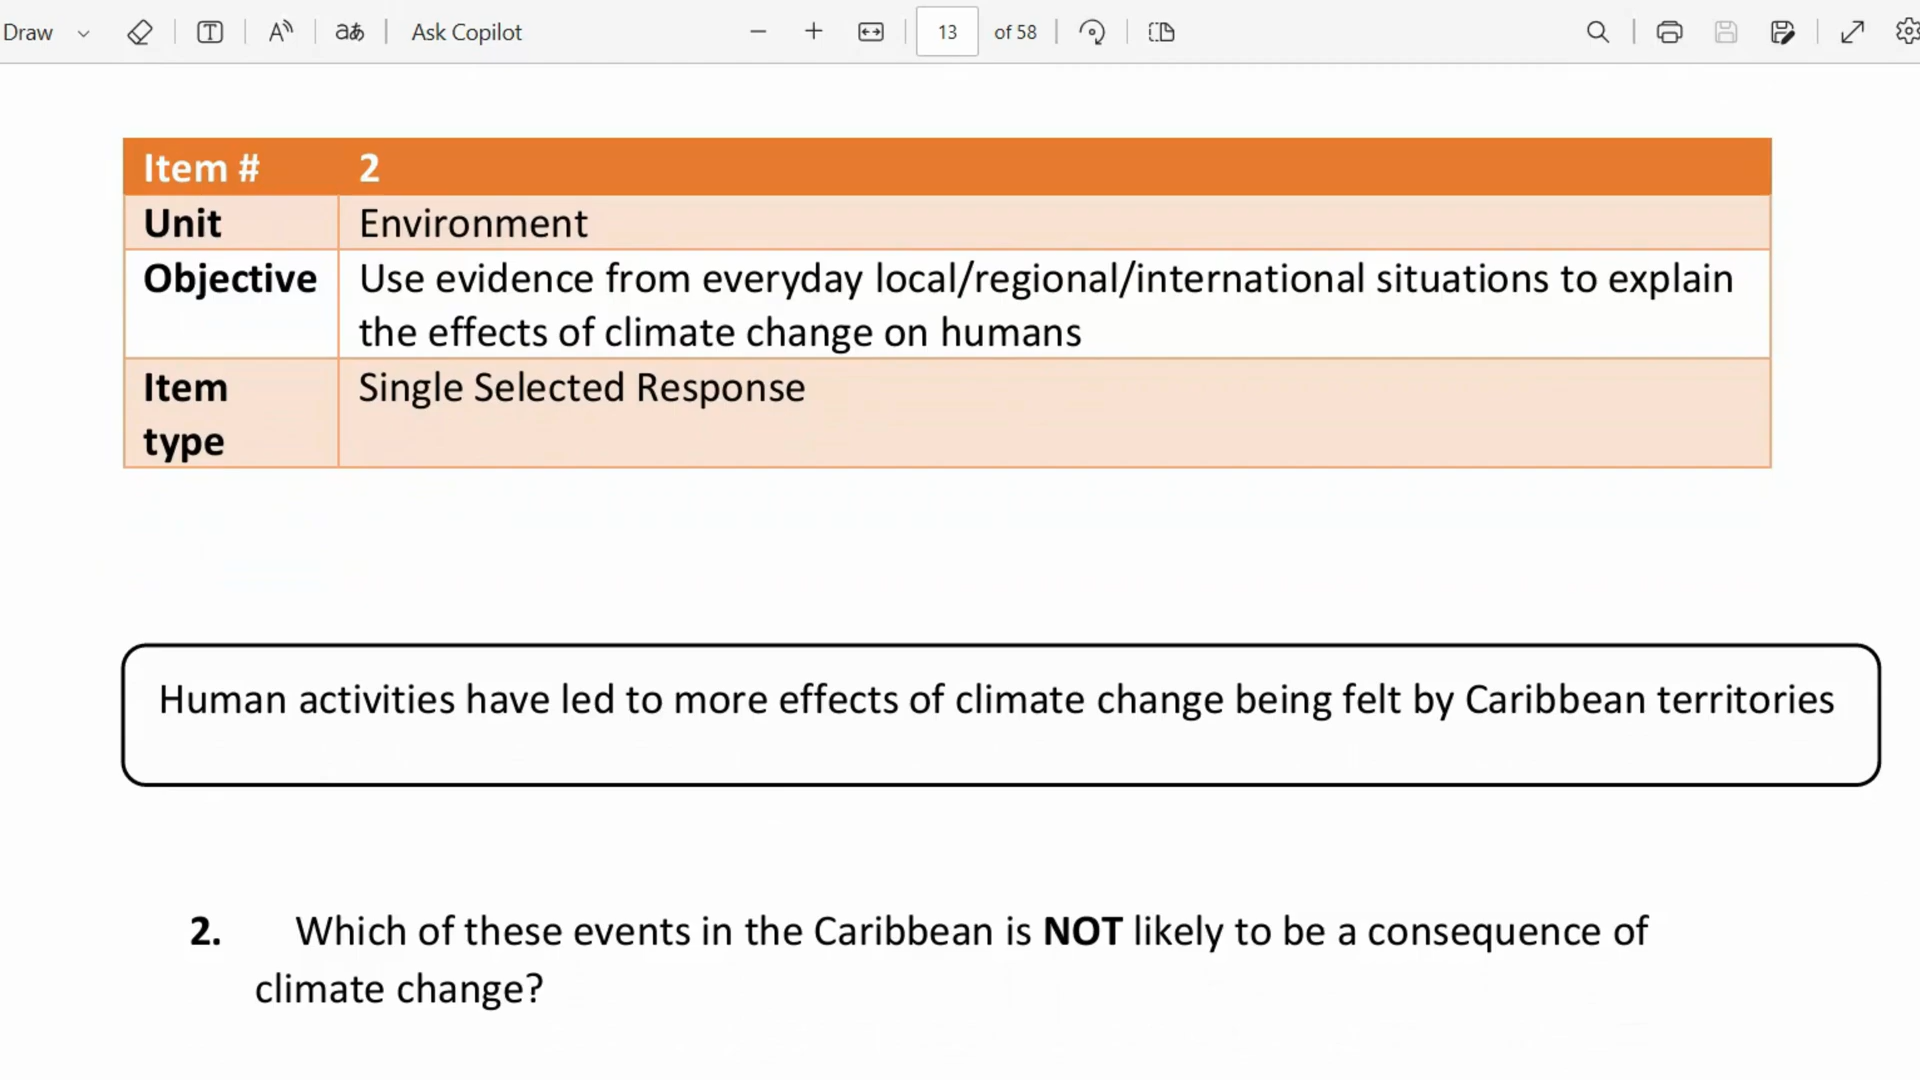 Draw Ask Copilot 13 of 58
Item # 2
Unit Environment
Objective Use evidence from everyday local/regional/international situations to explain
the effects of climate change on humans
Item Single Selected Response
type
Human activities have led to more effects of climate change being felt by Caribbean territories
2. Which of these events in the Caribbean is NOT likely to be a consequence of
climate change?